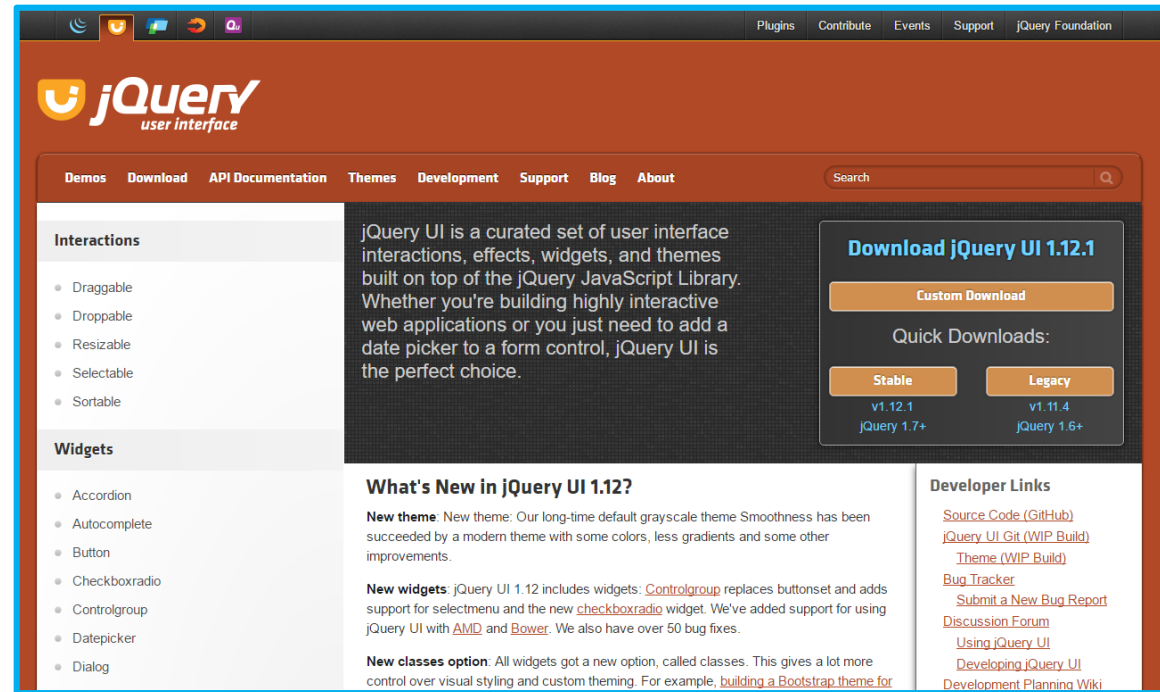 Plugins Contribute Events Support jQuery Foundation
jQuery
user interface
Demos Download API Documentation Themes Development Support Blog About Search
Interactions
Draggable
Droppable
Resizable
Selectable
Sortable
Widgets
Accordion
Autocomplete
Button
Checkboxradio
Controlgroup
Datepicker
Dialog
jQuery UI is a curated set of user interface
interactions, effects, widgets, and themes
built on top of the jQuery JavaScript Library.
Whether you're building highly interactive
web applications or you just need to add a
date picker to a form control, jQuery UI is
the perfect choice.
Download jQuery UI 1.12.1
Custom Download
Quick Downloads:
Stable Legacy
v1.12.1 v1.11.4
jQuery 1.7+ jQuery 1.6+
What's New in jQuery UI 1.12?
New theme: New theme: Our long-time default grayscale theme Smoothness has been
succeeded by a modern theme with some colors, less gradients and some other
improvements.
New widgets: jQuery UI 1.12 includes widgets: Controlgroup replaces buttonset and adds
support for selectmenu and the new checkboxradio widget. We've added support for using
jQuery UI with AMD and Bower. We also have over 50 bug fixes.
New classes option: All widgets got a new option, called classes. This gives a lot more
control over visual styling and custom theming. For example, building a Bootstrap theme for
Developer Links
Source Code (GitHub)
jQuery UI Git (WIP Build)
Theme (WIP Build)
Bug Tracker
Submit a New Bug Report
Discussion Forum
Using jQuery UI
Developing jQuery UI
Development Planning Wiki